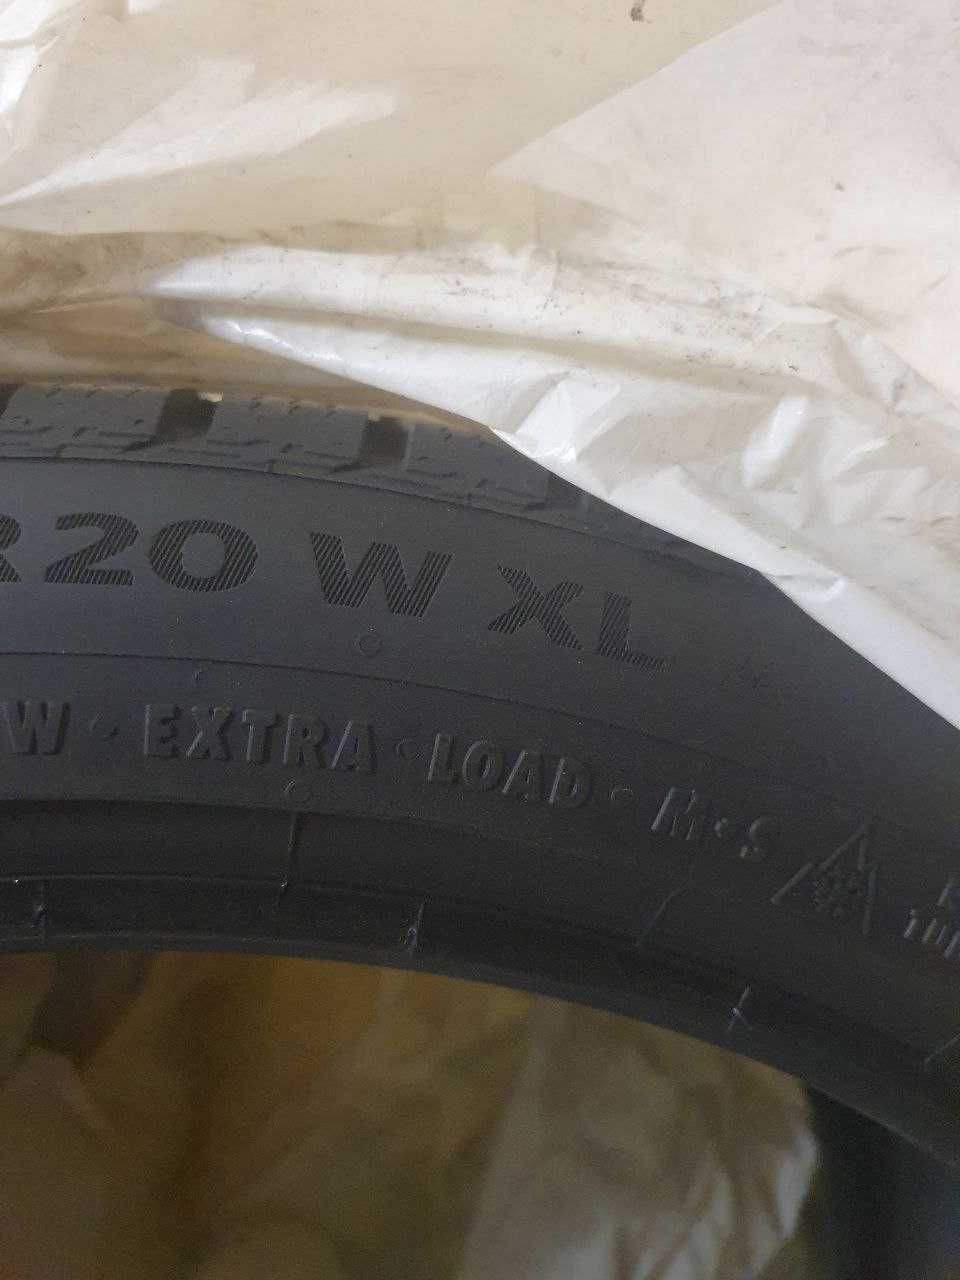 R20 W XL
W · EXTRA · LOAD · M·S